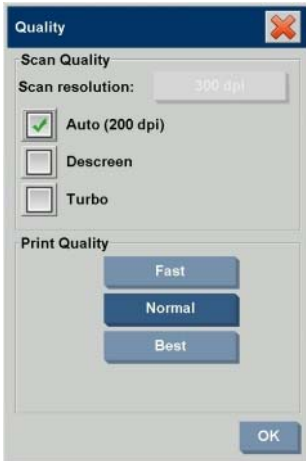 Quality
Scan Quality
Scan resolution: 300 dpi
Auto (200 dpi)
Descreen
Turbo
Print Quality
Fast
Normal
Best
OK